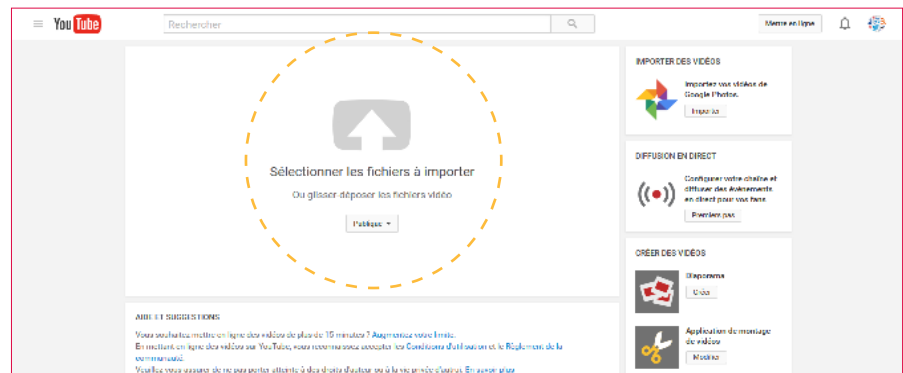 YouTube
Rechercher
Mettre en ligne
Sélectionner les fichiers à importer
Ou glisser-déposer les fichiers vidéo
Publique
IMPORTER DES VIDÉOS
Importez vos vidéos de
Google Photos.
Importer
DIFFUSION EN DIRECT
Configurer votre chaîne et
diffuser des événements
en direct pour vos fans
Premiers pas
CRÉER DES VIDÉOS
Diaporama
Créer
Application de montage
de vidéos
Modifier
AIDE ET SUGGESTIONS
Vous souhaitez mettre en ligne des vidéos de plus de 15 minutes ? Augmentez votre limite.
En mettant en ligne des vidéos sur YouTube, vous reconnaissez accepter les Conditions d'utilisation et le Règlement de la
communauté.
Veuillez vous assurer de ne pas porter atteinte à des droits d'auteur ou à la vie privée d'autrui. En savoir plus